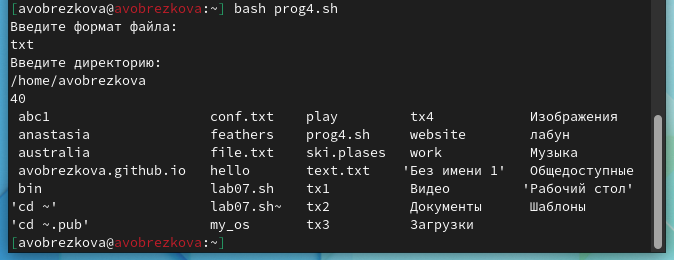 [avobrezkova@avobrezkova:~] bash prog4.sh
Введите формат файла:
txt
Введите директорию:
/home/avobrezkova
40
abc1 conf.txt play tx4 Изображения
anastasia feathers prog4.sh website лабун
australia file.txt ski.plases work Музыка
avobrezkova.github.io hello text.txt 'Без имени 1' Общедоступные
bin lab07.sh tx1 Видео 'Рабочий стол'
'cd ~' lab07.sh~ tx2 Документы Шаблоны
'cd ~.pub' my_os tx3 Загрузки
[avobrezkova@avobrezkova:~]